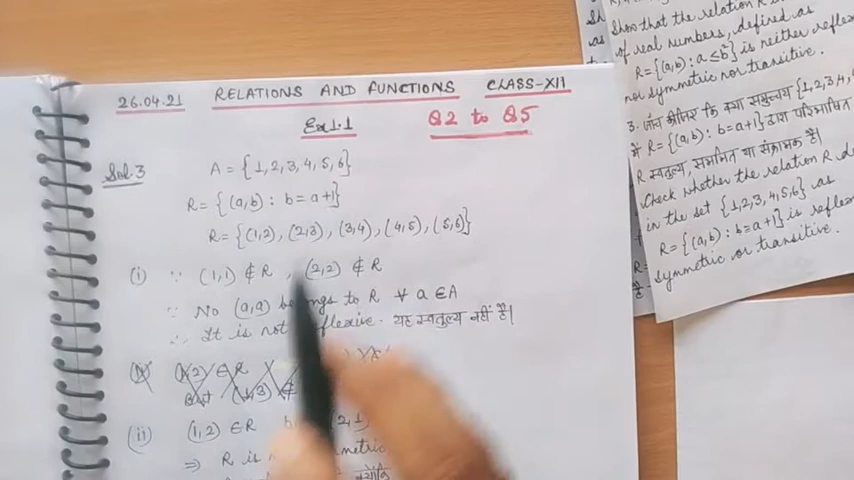 26.04.21 RELATIONS AND FUNCTIONS CLASS-XII
Ex 1.1 Q2 to Q5
Sol.3 A = {1,2,3,4,5,6}
R = {(a,b) : b=a+1}
R = {(1,2), (2,3), (3,4), (4,5), (5,6)}
(i) ∵ (1,1) ∉ R , (2,2) ∉ R
∵ No (a,a) belongs to R ∀ a ∈ A
∴ It is not reflexive. यह स्वतुल्य नहीं है।
(ii) (1,2) ∈ R (2,1)
⇒ R is
Show that the relation R
of real numbers, defined as
R = {(a,b) : a ≤ b²} is neither
not symmetric nor transitive.
3. जाँच कीजिए कि क्या समुच्चय {1,2,3,4,
में R = {(a,b) : b=a+1} द्वारा परिभाषित
R स्वतुल्य, सममित या संक्रामक है।
Check whether the relation R
in the set {1,2,3,4,5,6} as
R = {(a,b) : b=a+1} is
symmetric or transitive.